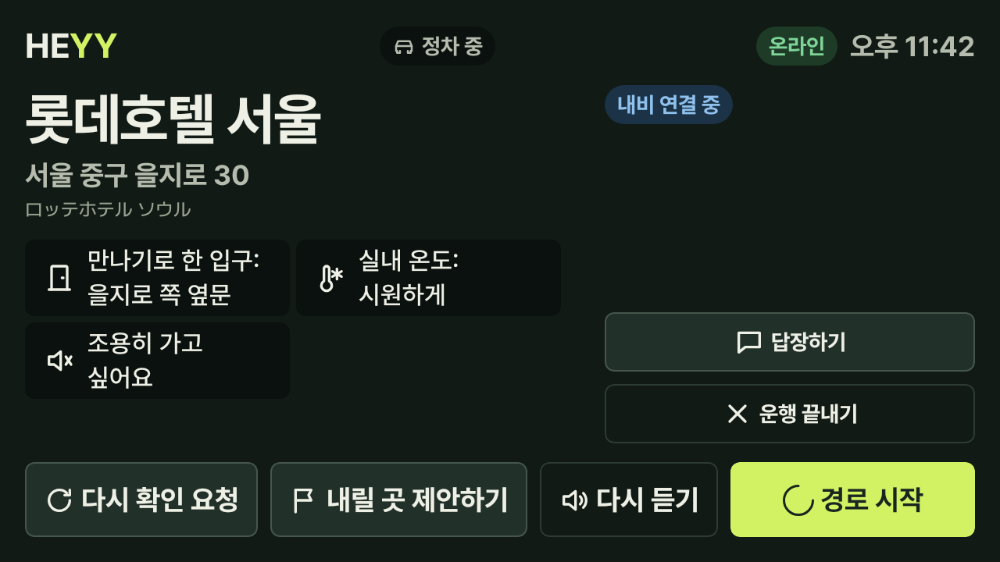 HEYY
정차 중
온라인
오후 11:42
롯데호텔 서울
내비 연결 중
서울 중구 을지로 30
ロッテホテル ソウル
만나기로 한 입구:
을지로 쪽 옆문
실내 온도:
시원하게
조용히 가고
싶어요
답장하기
운행 끝내기
다시 확인 요청
내릴 곳 제안하기
다시 듣기
경로 시작